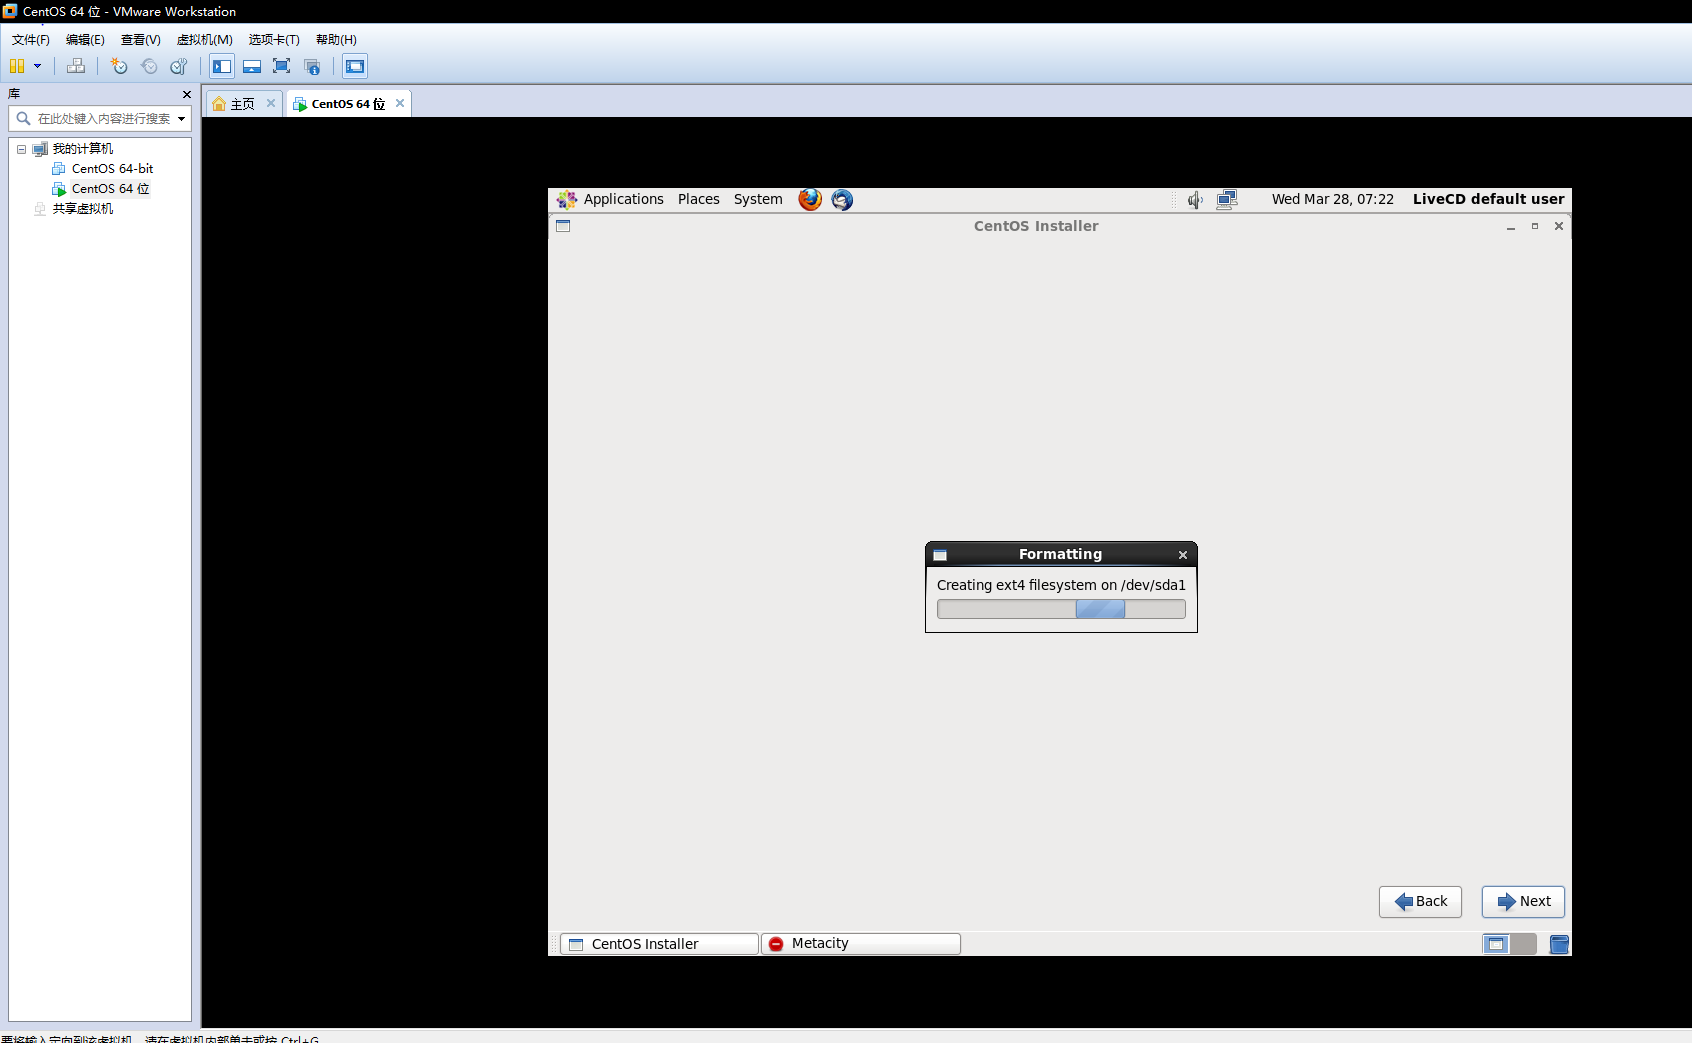 CentOS 64 位 - VMware Workstation
文件(F) 编辑(E) 查看(V) 虚拟机(M) 选项卡(T) 帮助(H)
库
在此处键入内容进行搜索
我的计算机
CentOS 64-bit
CentOS 64 位
共享虚拟机
主页
CentOS 64 位
Applications Places System Wed Mar 28, 07:22 LiveCD default user
CentOS Installer
Formatting
Creating ext4 filesystem on /dev/sda1
Back Next
CentOS Installer Metacity
要将输入定向到该虚拟机，请在虚拟机内部单击或按 Ctrl+G